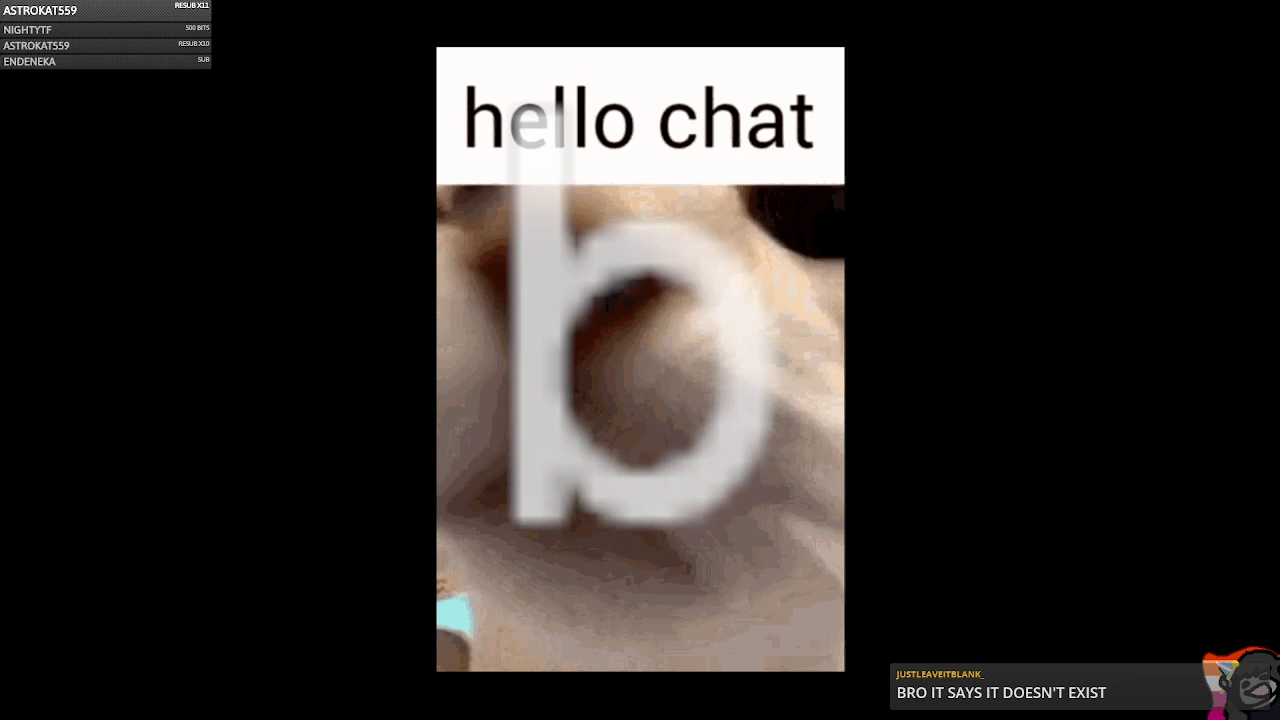 ASTROKAT559 RESUB X11
NIGHTYTF 500 BITS
ASTROKAT559 RESUB X10
ENDENEKA SUB
hello chat
b
JUSTLEAVEITBLANK_
BRO IT SAYS IT DOESN'T EXIST